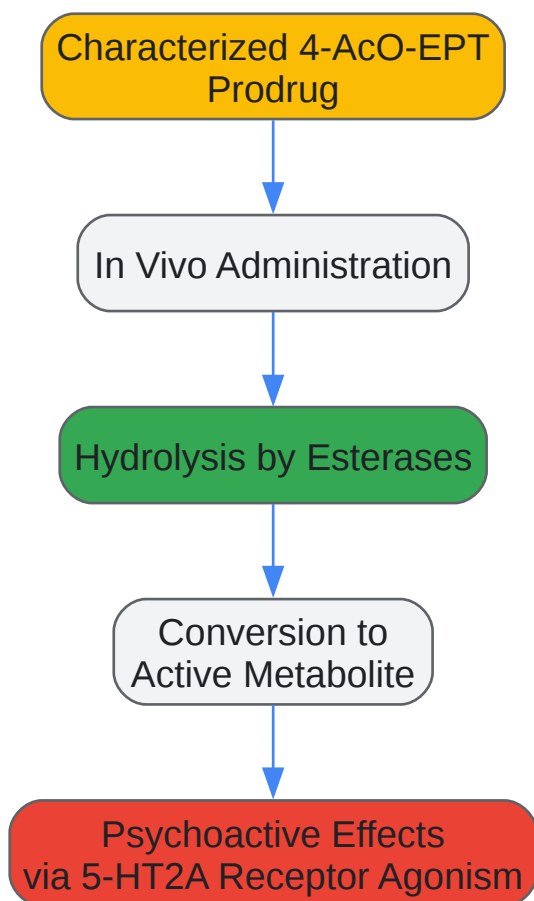 Characterized 4-AcO-EPT
Prodrug
In Vivo Administration
Hydrolysis by Esterases
Conversion to
Active Metabolite
Psychoactive Effects
via 5-HT2A Receptor Agonism